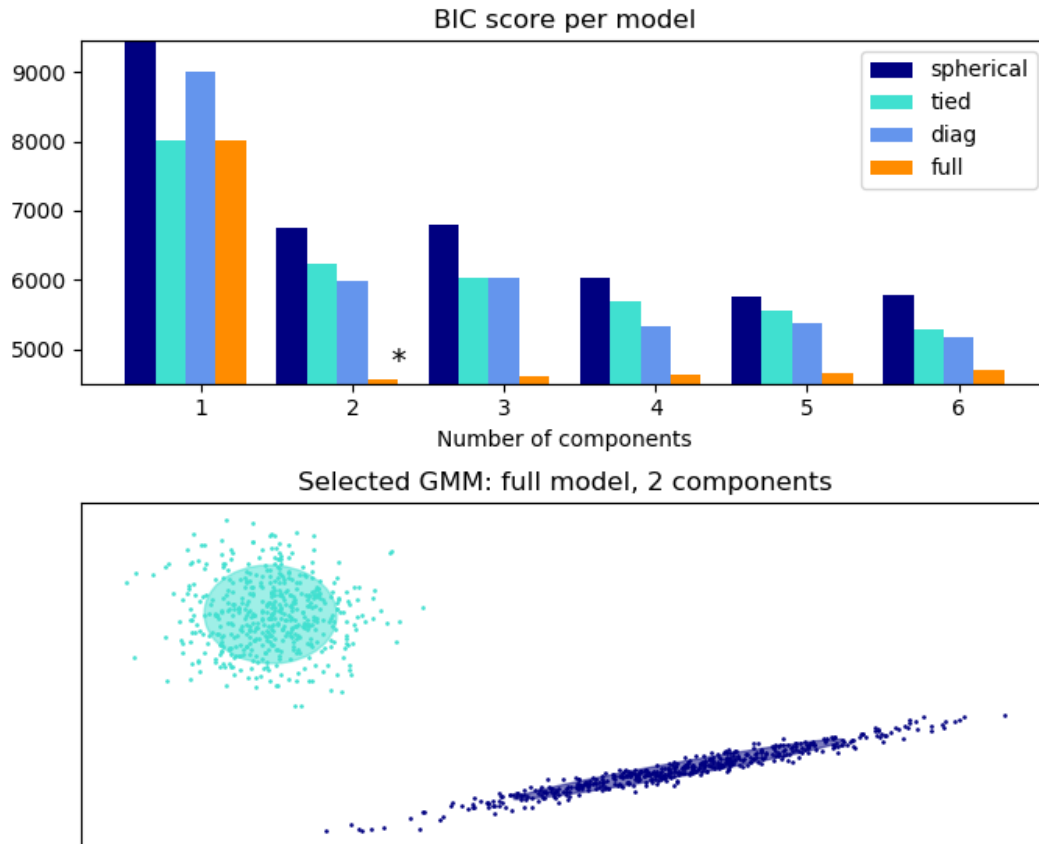 BIC score per model
9000
8000
7000
6000
5000
spherical
tied
diag
full
*
1 2 3 4 5 6
Number of components
Selected GMM: full model, 2 components